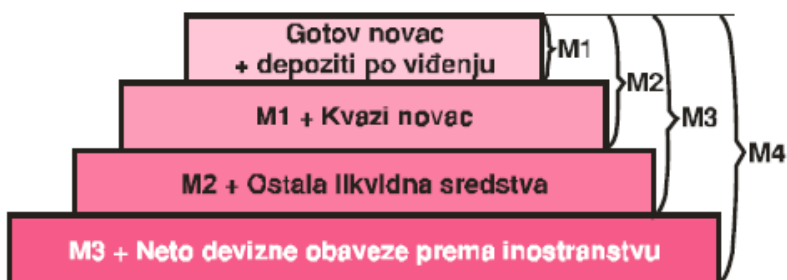 Gotov novac
+ depoziti po viđenju
M1
M2
M1 + Kvazi novac
M3
M4
M2 + Ostala likvidna sredstva
M3 + Neto devizne obaveze prema inostranstvu